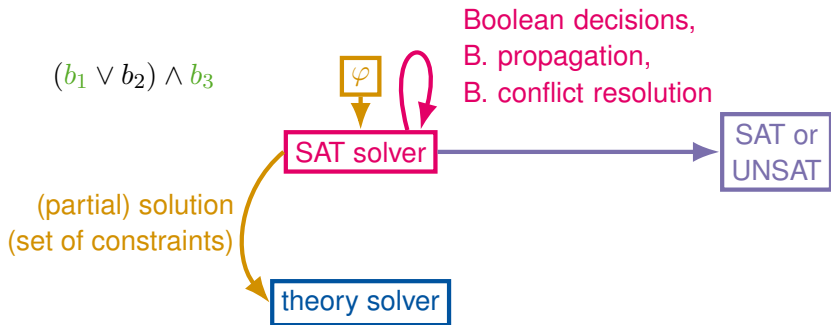 Boolean decisions,
B. propagation,
B. conflict resolution
(b₁ ∨ b₂) ∧ b₃
φ
SAT solver
SAT or
UNSAT
(partial) solution
(set of constraints)
theory solver